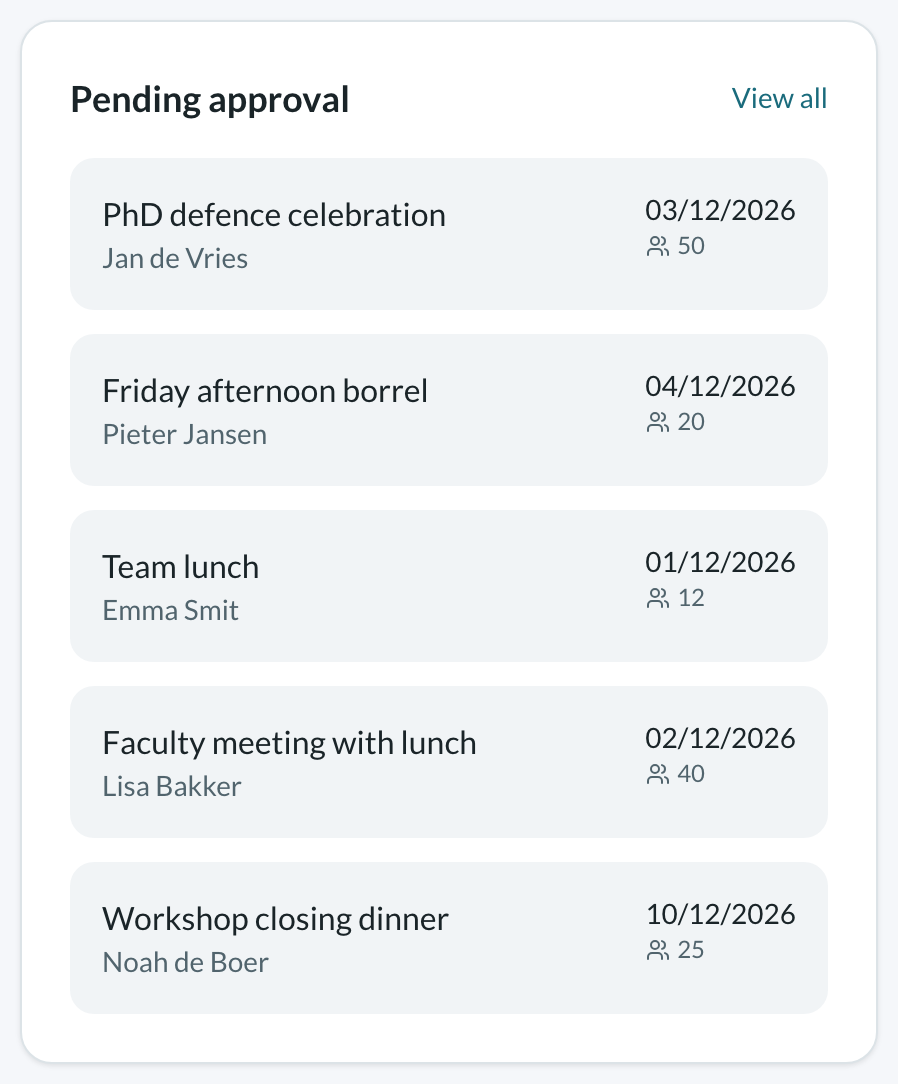 Pending approval
View all
PhD defence celebration
03/12/2026
Jan de Vries
50
Friday afternoon borrel
04/12/2026
Pieter Jansen
20
Team lunch
01/12/2026
Emma Smit
12
Faculty meeting with lunch
02/12/2026
Lisa Bakker
40
Workshop closing dinner
10/12/2026
Noah de Boer
25